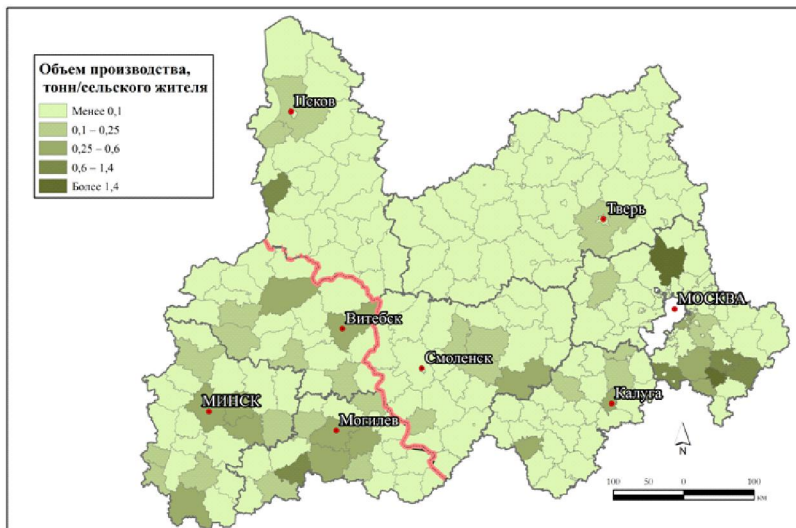 Объем производства,
тонн/сельского жителя
Менее 0,1
0,1 – 0,25
0,25 – 0,6
0,6 – 1,4
Более 1,4
Псков
Тверь
МОСКВА
Витебск
Смоленск
Калуга
МИНСК
Могилев
N
100 50 0 100
км